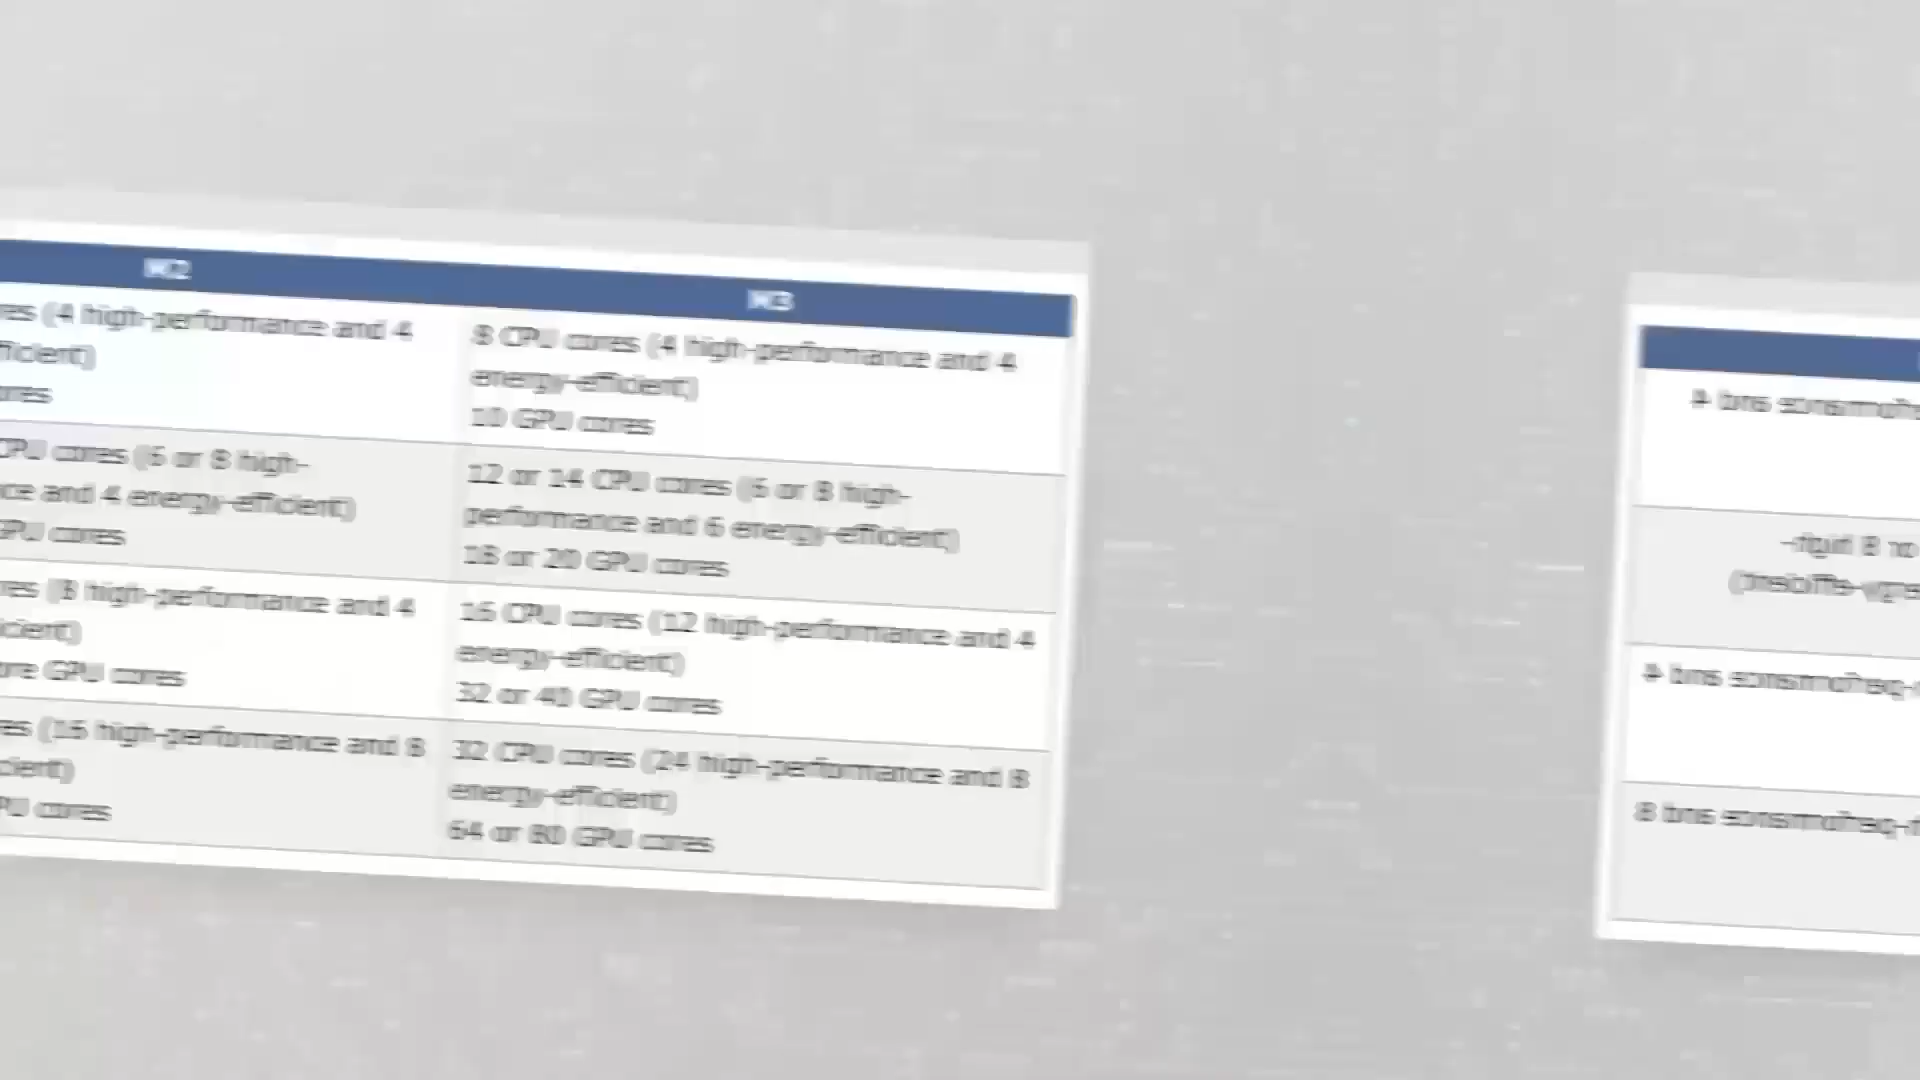 M2
M3
res (4 high-performance and 4
fficient)
ores
8 CPU cores (4 high-performance and 4
energy-efficient)
10 GPU cores
CPU cores (6 or 8 high-
ce and 4 energy-efficient)
GPU cores
12 or 14 CPU cores (6 or 8 high-
performance and 6 energy-efficient)
18 or 20 GPU cores
res (8 high-performance and 4
icient)
ore GPU cores
16 CPU cores (12 high-performance and 4
energy-efficient)
32 or 40 GPU cores
es (16 high-performance and 8
cient)
PU cores
32 CPU cores (24 high-performance and 8
energy-efficient)
64 or 80 GPU cores